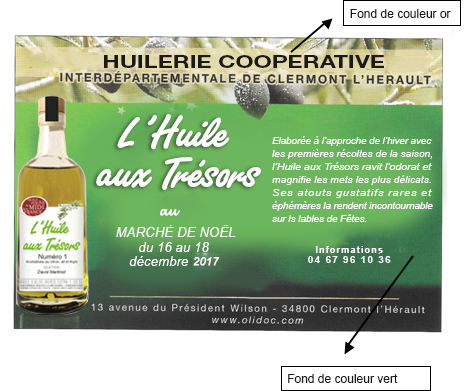 Fond de couleur or
HUILERIE COOPÉRATIVE
INTERDÉPARTEMENTALE DE CLERMONT L'HERAULT
L'Huile
aux Trésors
au
MARCHÉ DE NOËL
du 16 au 18
décembre 2017
Elaborée à l'approche de l'hiver avec
les premières récoltes de la saison,
l'Huile aux Trésors ravit l'odorat et
magnifie les mets les plus délicats.
Ses atouts gustatifs rares et
éphémères la rendent incontournable
sur ls tables de Fêtes.
Informations
04 67 96 10 36
MIDI
FRANCE
L'Huile
aux Trésors
Numéro 1
David Martinot
13 avenue du Président Wilson - 34800 Clermont l'Hérault
www.olidoc.com
Fond de couleur vert